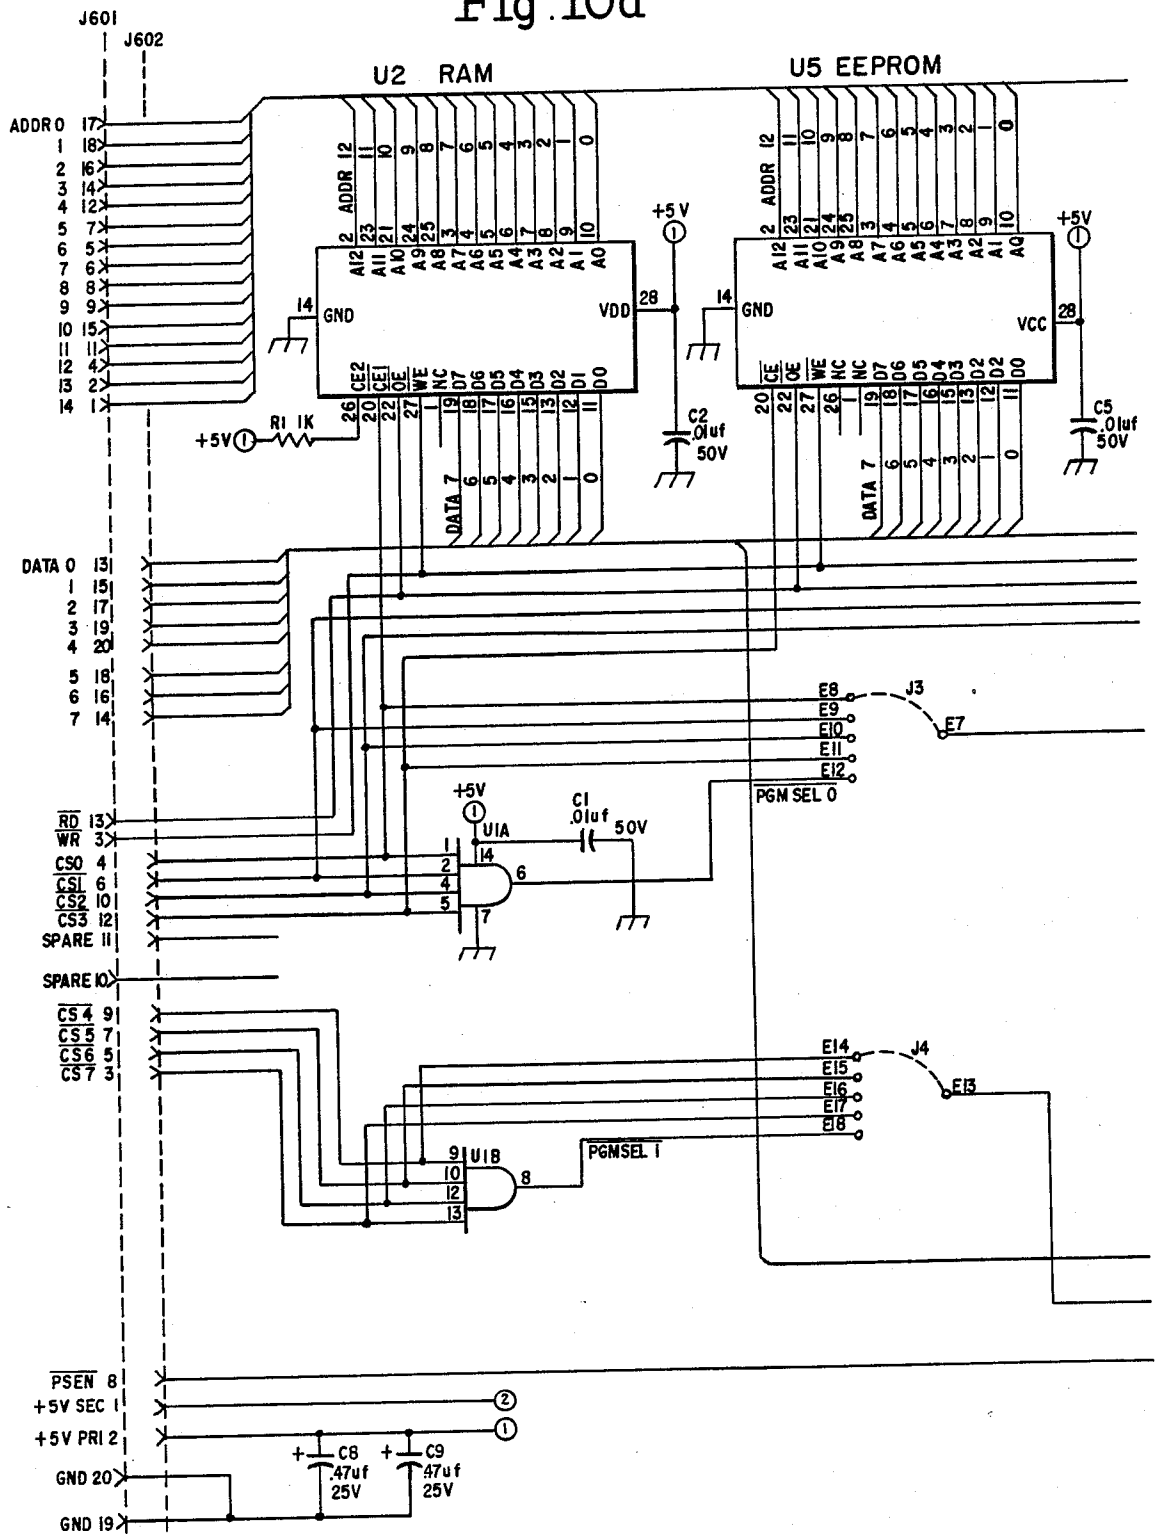 Fig.10a
J601
J602
U2 RAM
U5 EEPROM
ADDR 0 17
1 18
2 16
3 14
4 12
5 7
6 5
7 6
8 8
9 9
10 15
11 11
12 4
13 2
14 1
ADDR 12 11 10 9 8 7 6 5 4 3 2 1 0
2 23 21 24 25 3 4 5 6 7 8 9 10
A12 A11 A10 A9 A8 A7 A6 A5 A4 A3 A2 A1 A0
14 GND
VDD 28
+5V
1
CE2 CE1 OE WE NC D7 D6 D5 D4 D3 D2 D1 D0
26 20 22 27 1 19 18 17 16 15 13 12 11
+5V 1 R1 1K
C2
.01uf
50V
DATA 7 6 5 4 3 2 1 0
ADDR 12 11 10 9 8 7 6 5 4 3 2 1 0
2 23 21 24 25 3 4 5 6 7 8 9 10
A12 A11 A10 A9 A8 A7 A6 A5 A4 A3 A2 A1 A0
14 GND
VCC 28
+5V
1
CE OE WE NC NC D7 D6 D5 D4 D3 D2 D2 D0
20 22 27 26 1 19 18 17 16 15 13 12 11
C5
.01uf
50V
DATA 7 6 5 4 3 2 1 0
DATA 0 13
1 15
2 17
3 19
4 20
5 18
6 16
7 14
E8
E9
E10
E11
E12
J3
E7
PGM SEL 0
RD 13
WR 3
CS0 4
CS1 6
CS2 10
CS3 12
SPARE 11
SPARE 10
+5V
1
U1A
C1
.01uf
50V
1
2
4
5
14
6
7
CS4 9
CS5 7
CS6 5
CS7 3
E14
E15
E16
E17
E18
J4
E13
PGMSEL 1
U1B
9
10
12
13
8
PSEN 8
+5V SEC 1
2
+5V PRI 2
1
+ C8
.47uf
25V
+ C9
.47uf
25V
GND 20
GND 19